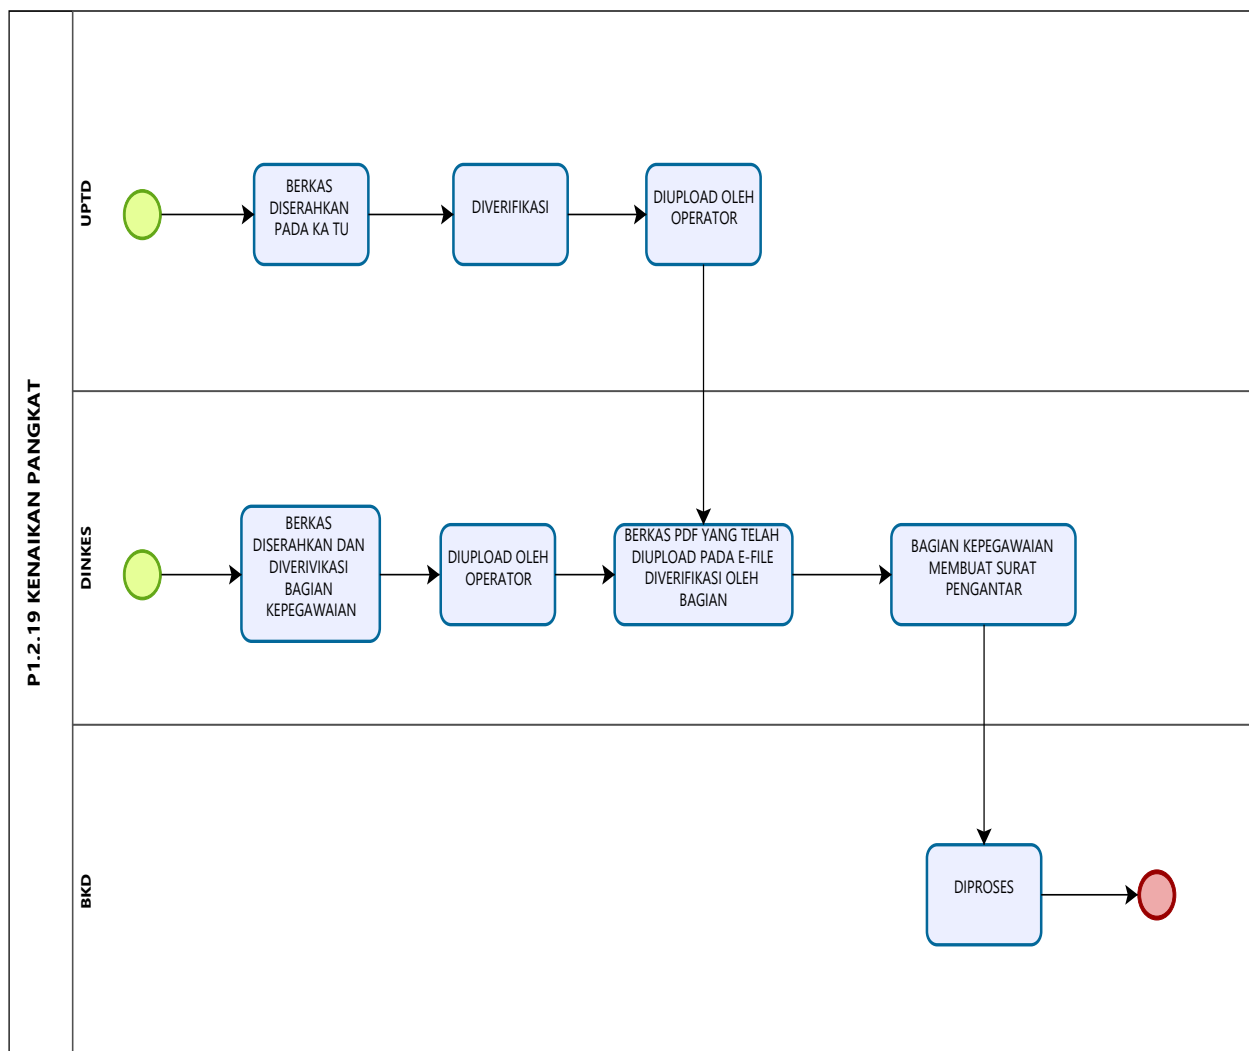 P1.2.19 KENAIKAN PANGKAT
UPTD
BERKAS
DISERAHKAN
PADA KA TU
DIVERIFIKASI
DIUPLOAD OLEH
OPERATOR
DINKES
BERKAS
DISERAHKAN DAN
DIVERIVIKASI
BAGIAN
KEPEGAWAIAN
DIUPLOAD OLEH
OPERATOR
BERKAS PDF YANG TELAH
DIUPLOAD PADA E-FILE
DIVERIFIKASI OLEH
BAGIAN
BAGIAN KEPEGAWAIAN
MEMBUAT SURAT
PENGANTAR
BKD
DIPROSES